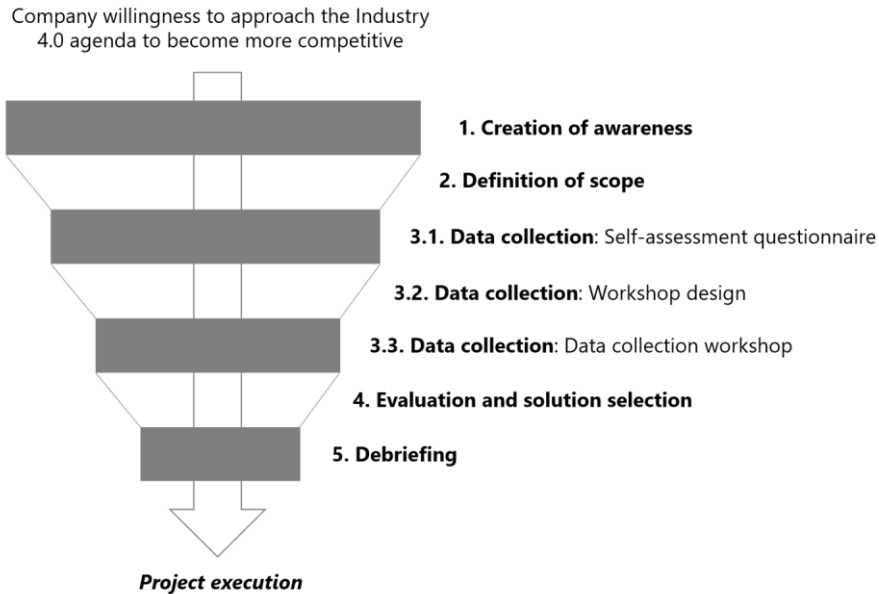 Company willingness to approach the Industry
4.0 agenda to become more competitive
1. Creation of awareness
2. Definition of scope
3.1. Data collection: Self-assessment questionnaire
3.2. Data collection: Workshop design
3.3. Data collection: Data collection workshop
4. Evaluation and solution selection
5. Debriefing
Project execution